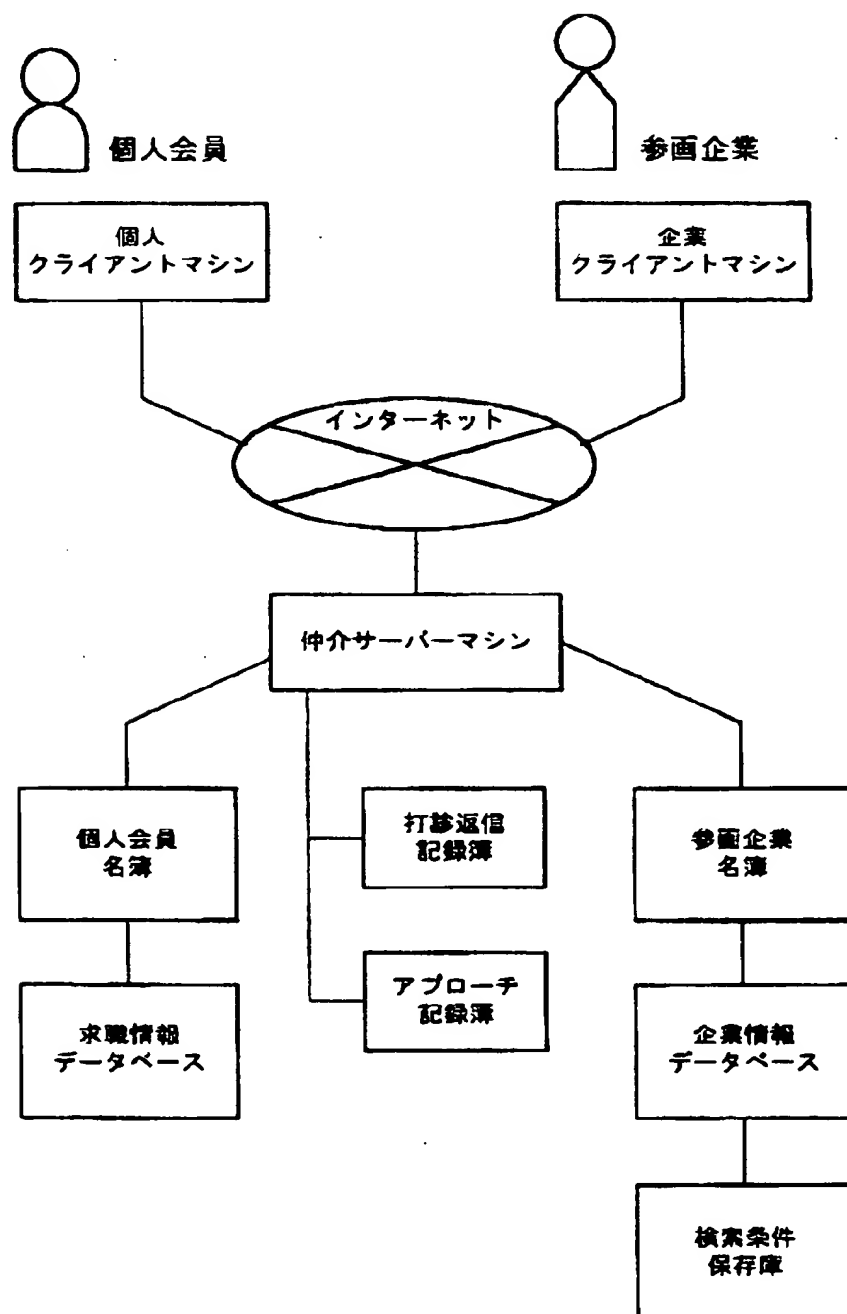 個人会員
参画企業
個人
クライアントマシン
企業
クライアントマシン
インターネット
仲介サーバーマシン
個人会員
名簿
打診返信
記録簿
参画企業
名簿
アプローチ
記録簿
求職情報
データベース
企業情報
データベース
検索条件
保存庫